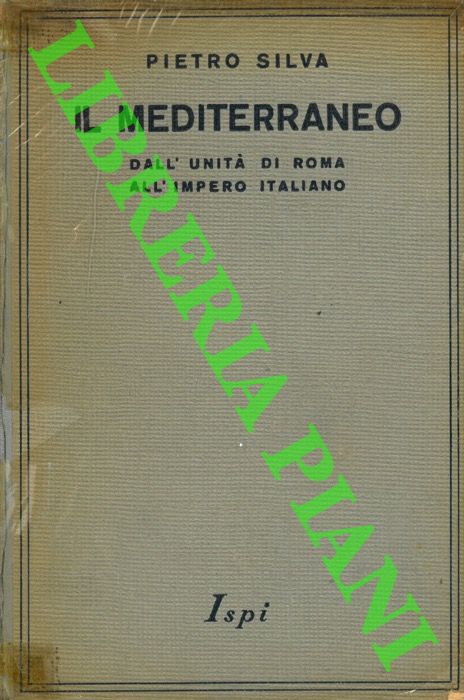 PIETRO SILVA
IL MEDITERRANEO
DALL' UNITÀ DI ROMA
ALL' IMPERO ITALIANO
LIBRERIA PIANI
Ispi